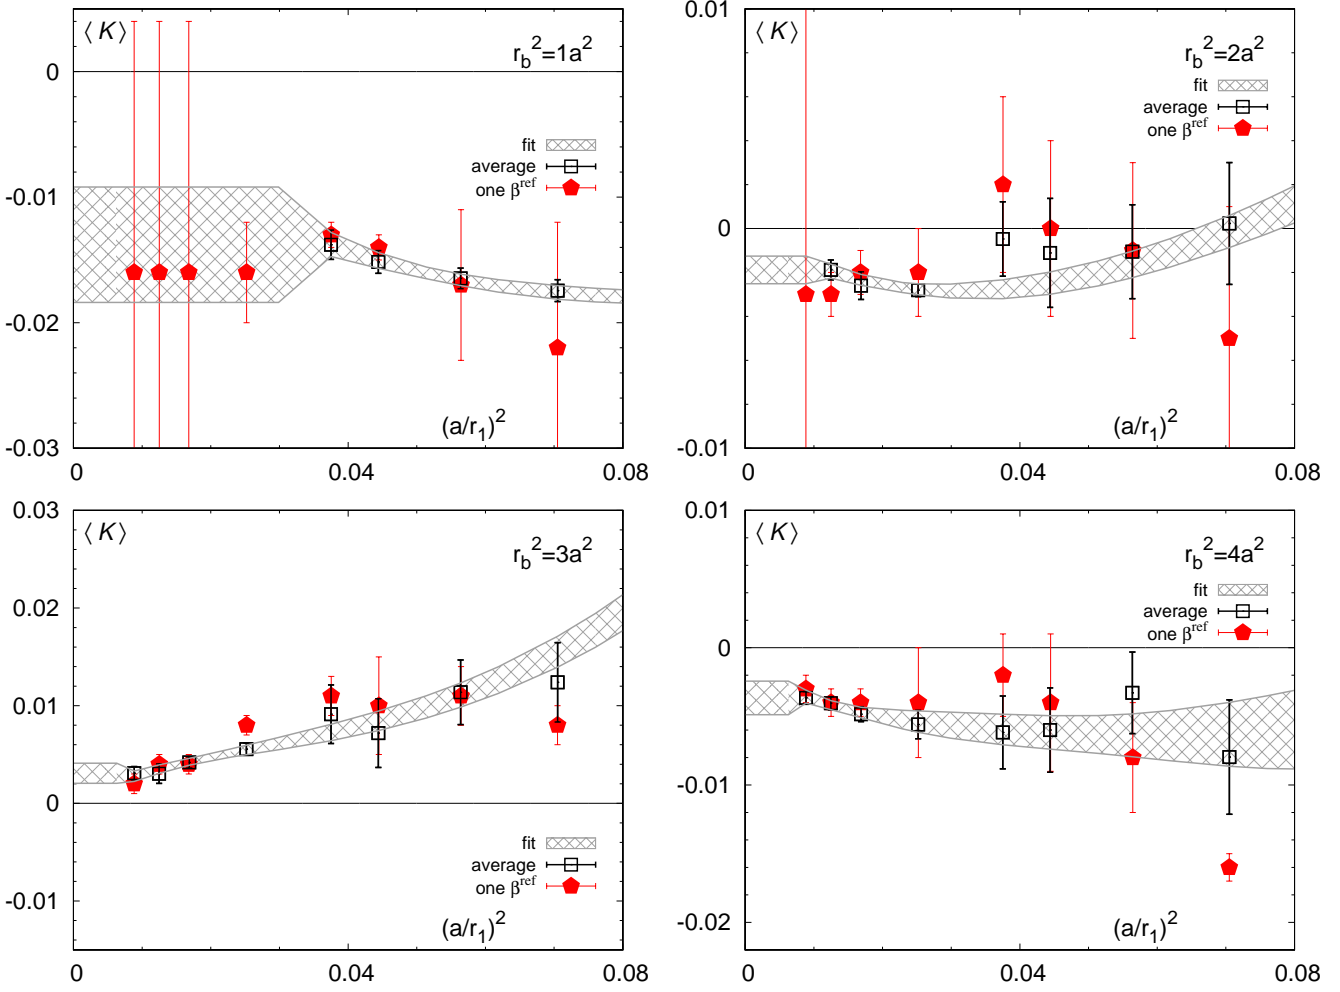 ⟨ K ⟩
r_b^2=1a^2
fit
average
one β^ref
(a/r_1)^2
0
-0.01
-0.02
-0.03
0
0.04
0.08
⟨ K ⟩
r_b^2=2a^2
fit
average
one β^ref
(a/r_1)^2
0.01
0
-0.01
0
0.04
0.08
⟨ K ⟩
r_b^2=3a^2
fit
average
one β^ref
(a/r_1)^2
0.03
0.02
0.01
0
-0.01
0
0.04
0.08
⟨ K ⟩
r_b^2=4a^2
fit
average
one β^ref
(a/r_1)^2
0.01
0
-0.01
-0.02
0
0.04
0.08